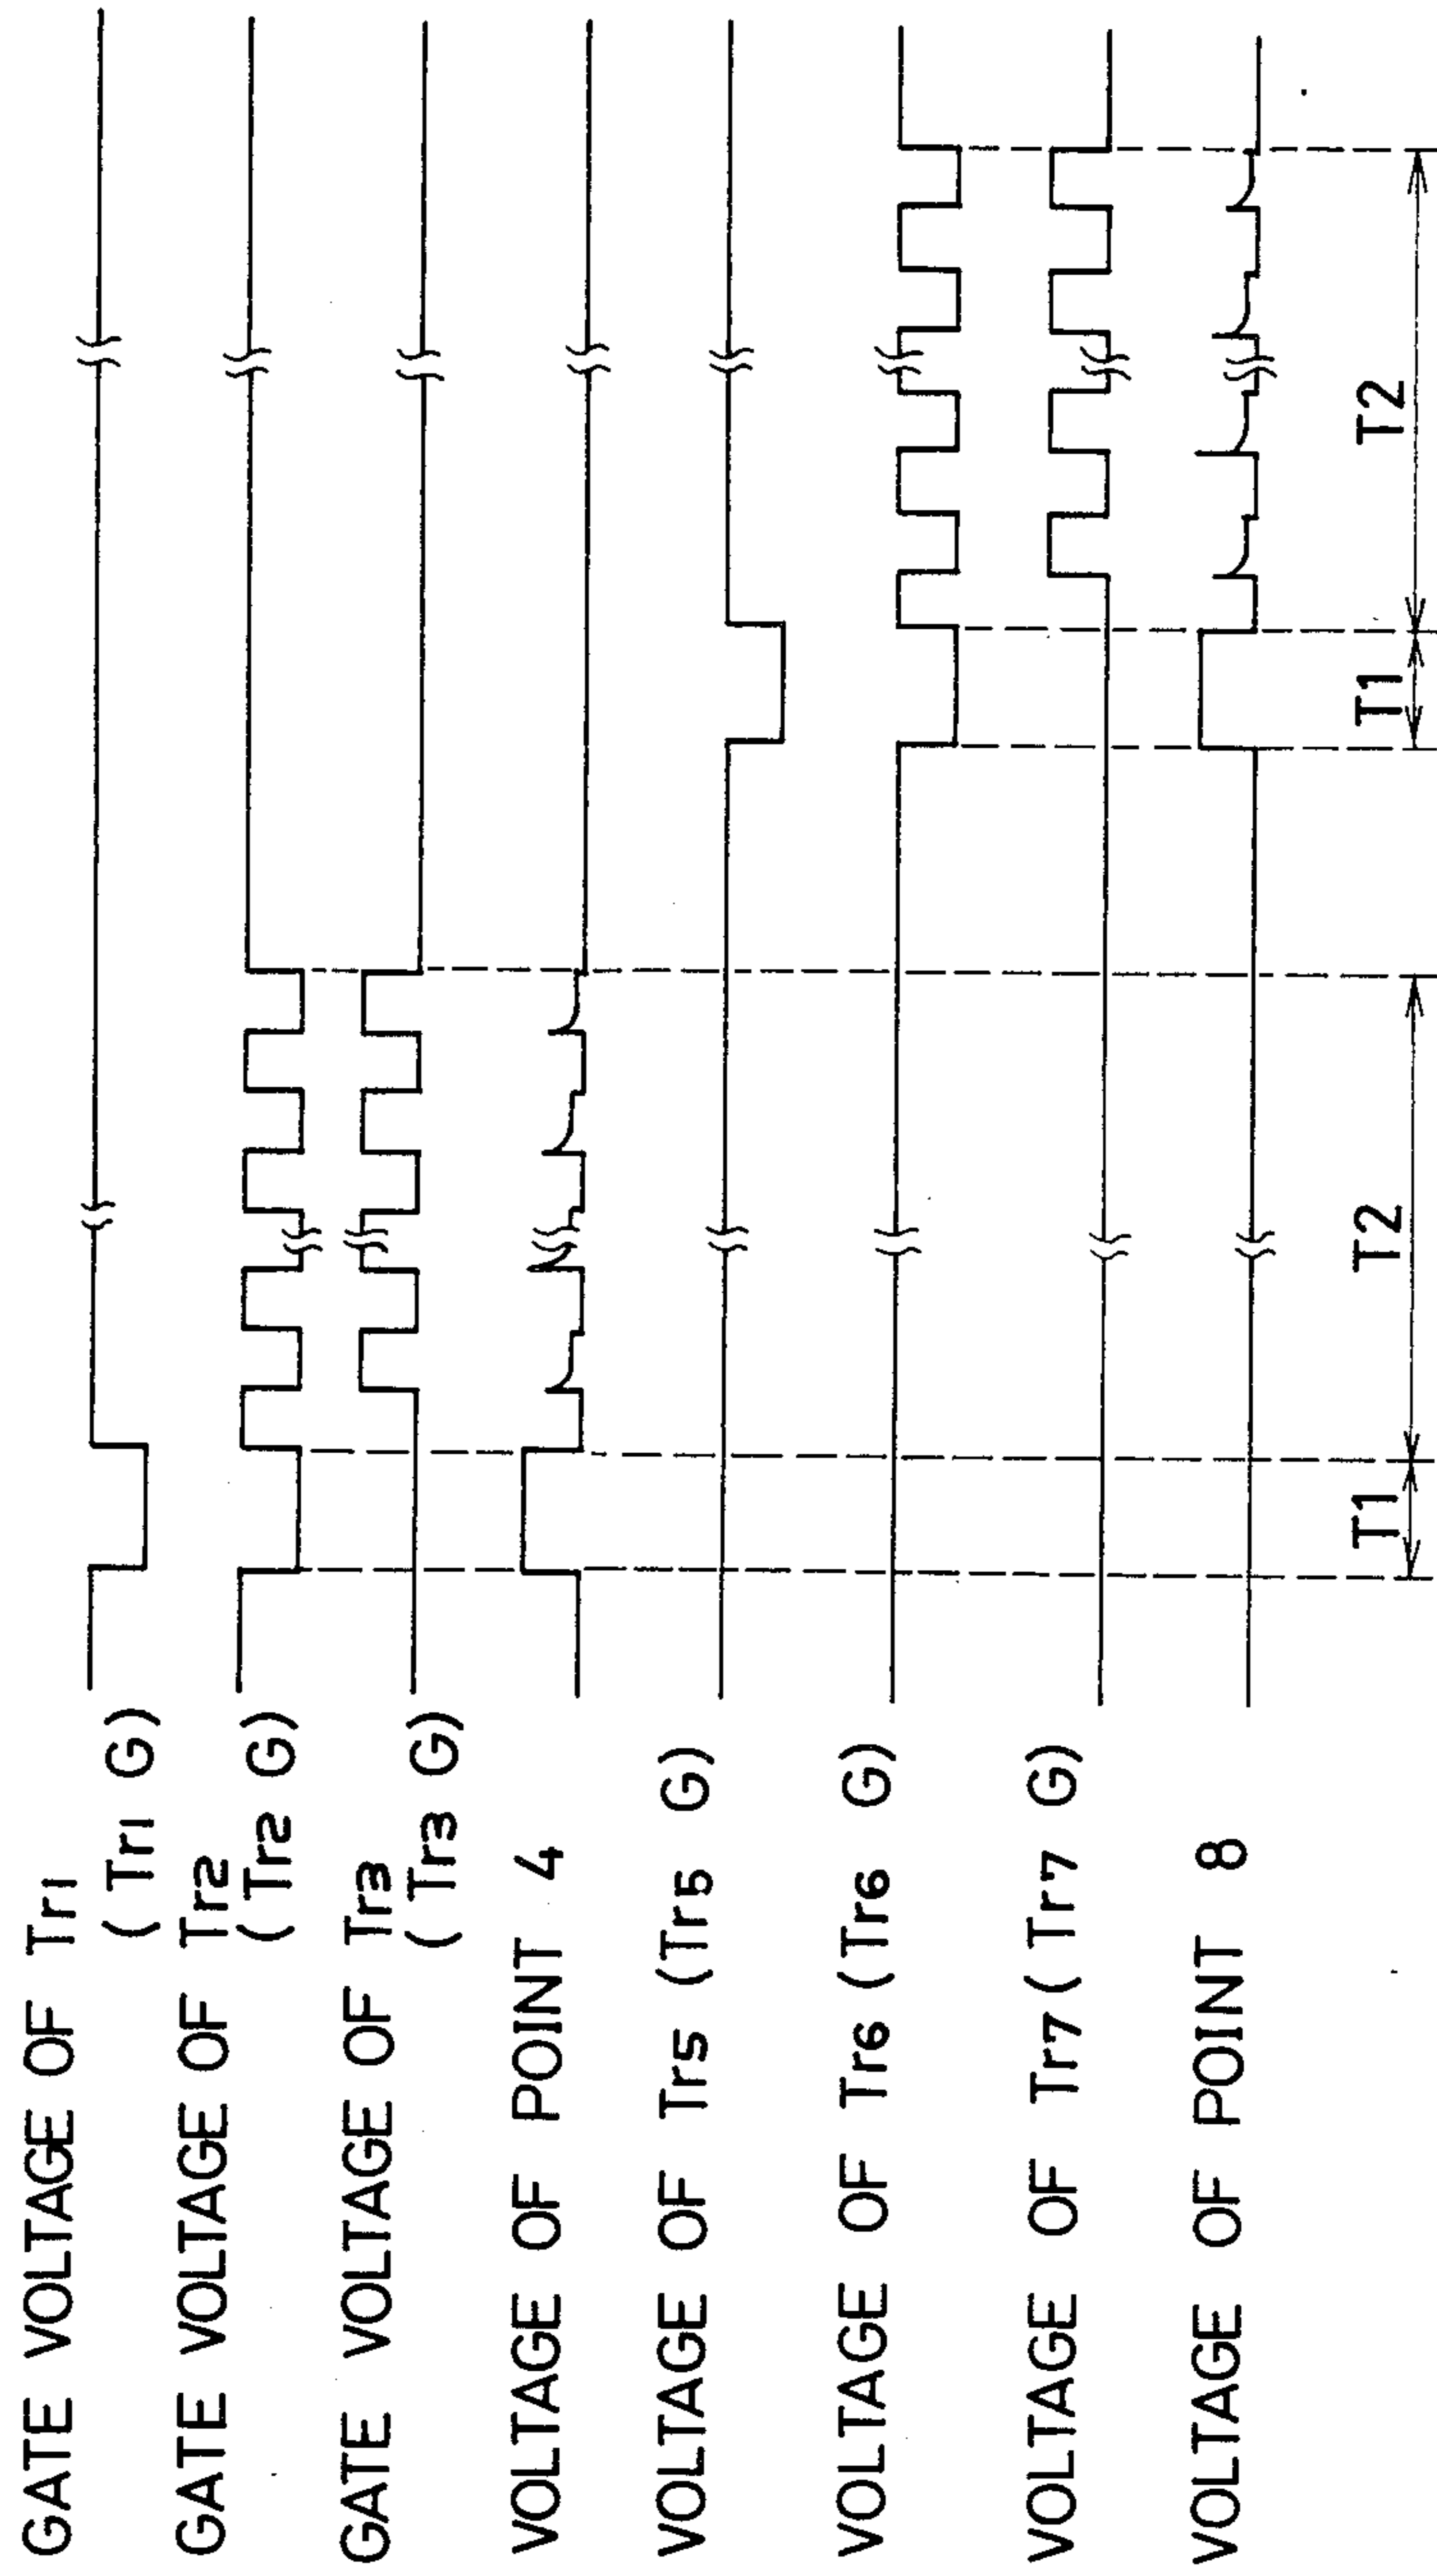 GATE VOLTAGE OF Tr1
(Tr1 G)
GATE VOLTAGE OF Tr2
(Tr2 G)
GATE VOLTAGE OF Tr3
(Tr3 G)
VOLTAGE OF POINT 4
VOLTAGE OF Tr5 (Tr5 G)
VOLTAGE OF Tr6 (Tr6 G)
VOLTAGE OF Tr7 (Tr7 G)
VOLTAGE OF POINT 8
T1 T2 T1 T2